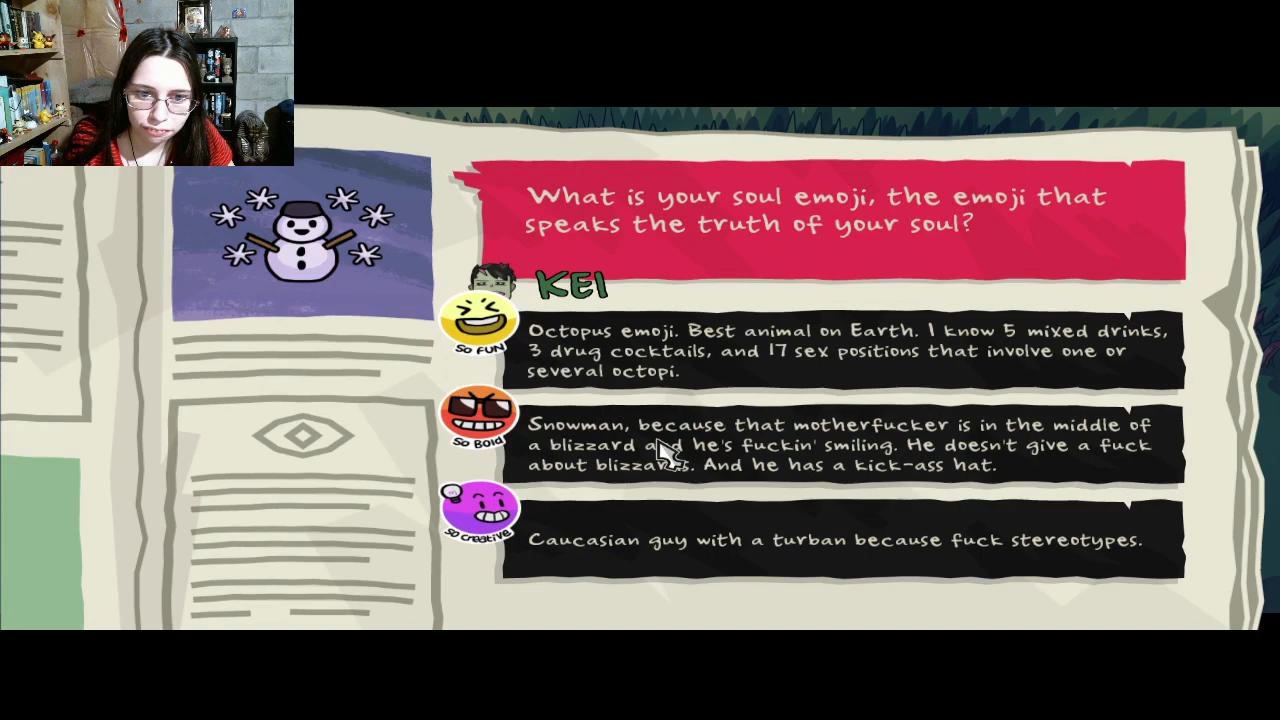 What is your soul emoji, the emoji that
speaks the truth of your soul?
KEI
Octopus emoji. Best animal on Earth. I know 5 mixed drinks,
3 drug cocktails, and 17 sex positions that involve one or
several octopi.
So FUN
Snowman, because that motherfucker is in the middle of
a blizzard and he's fuckin' smiling. He doesn't give a fuck
about blizzards. And he has a kick-ass hat.
So Bold
Caucasian guy with a turban because fuck stereotypes.
So Creative